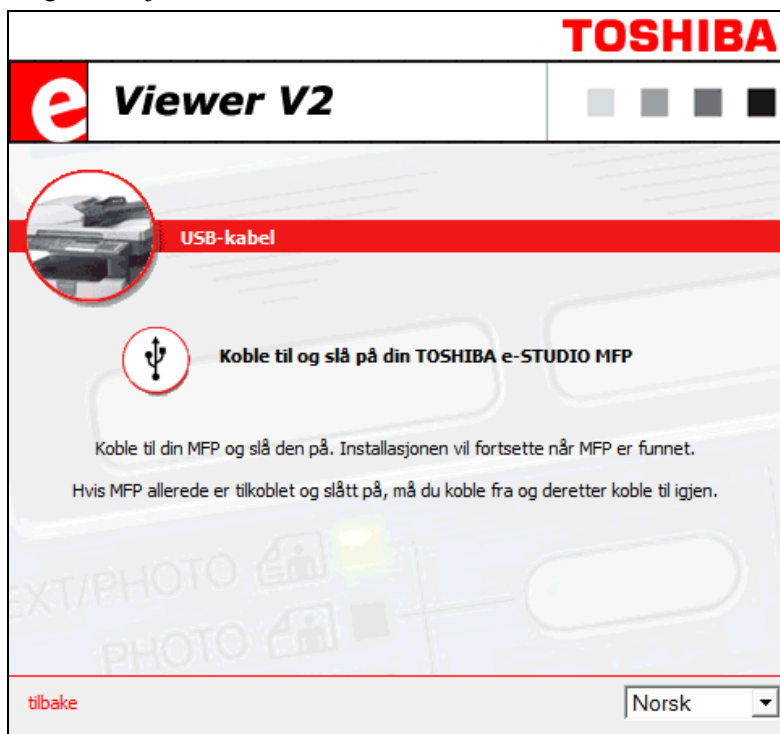 TOSHIBA
e Viewer V2
USB-kabel
Koble til og slå på din TOSHIBA e-STUDIO MFP
Koble til din MFP og slå den på. Installasjonen vil fortsette når MFP er funnet.
Hvis MFP allerede er tilkoblet og slått på, må du koble fra og deretter koble til igjen.
EXT/PHOTO
PHOTO
tilbake
Norsk